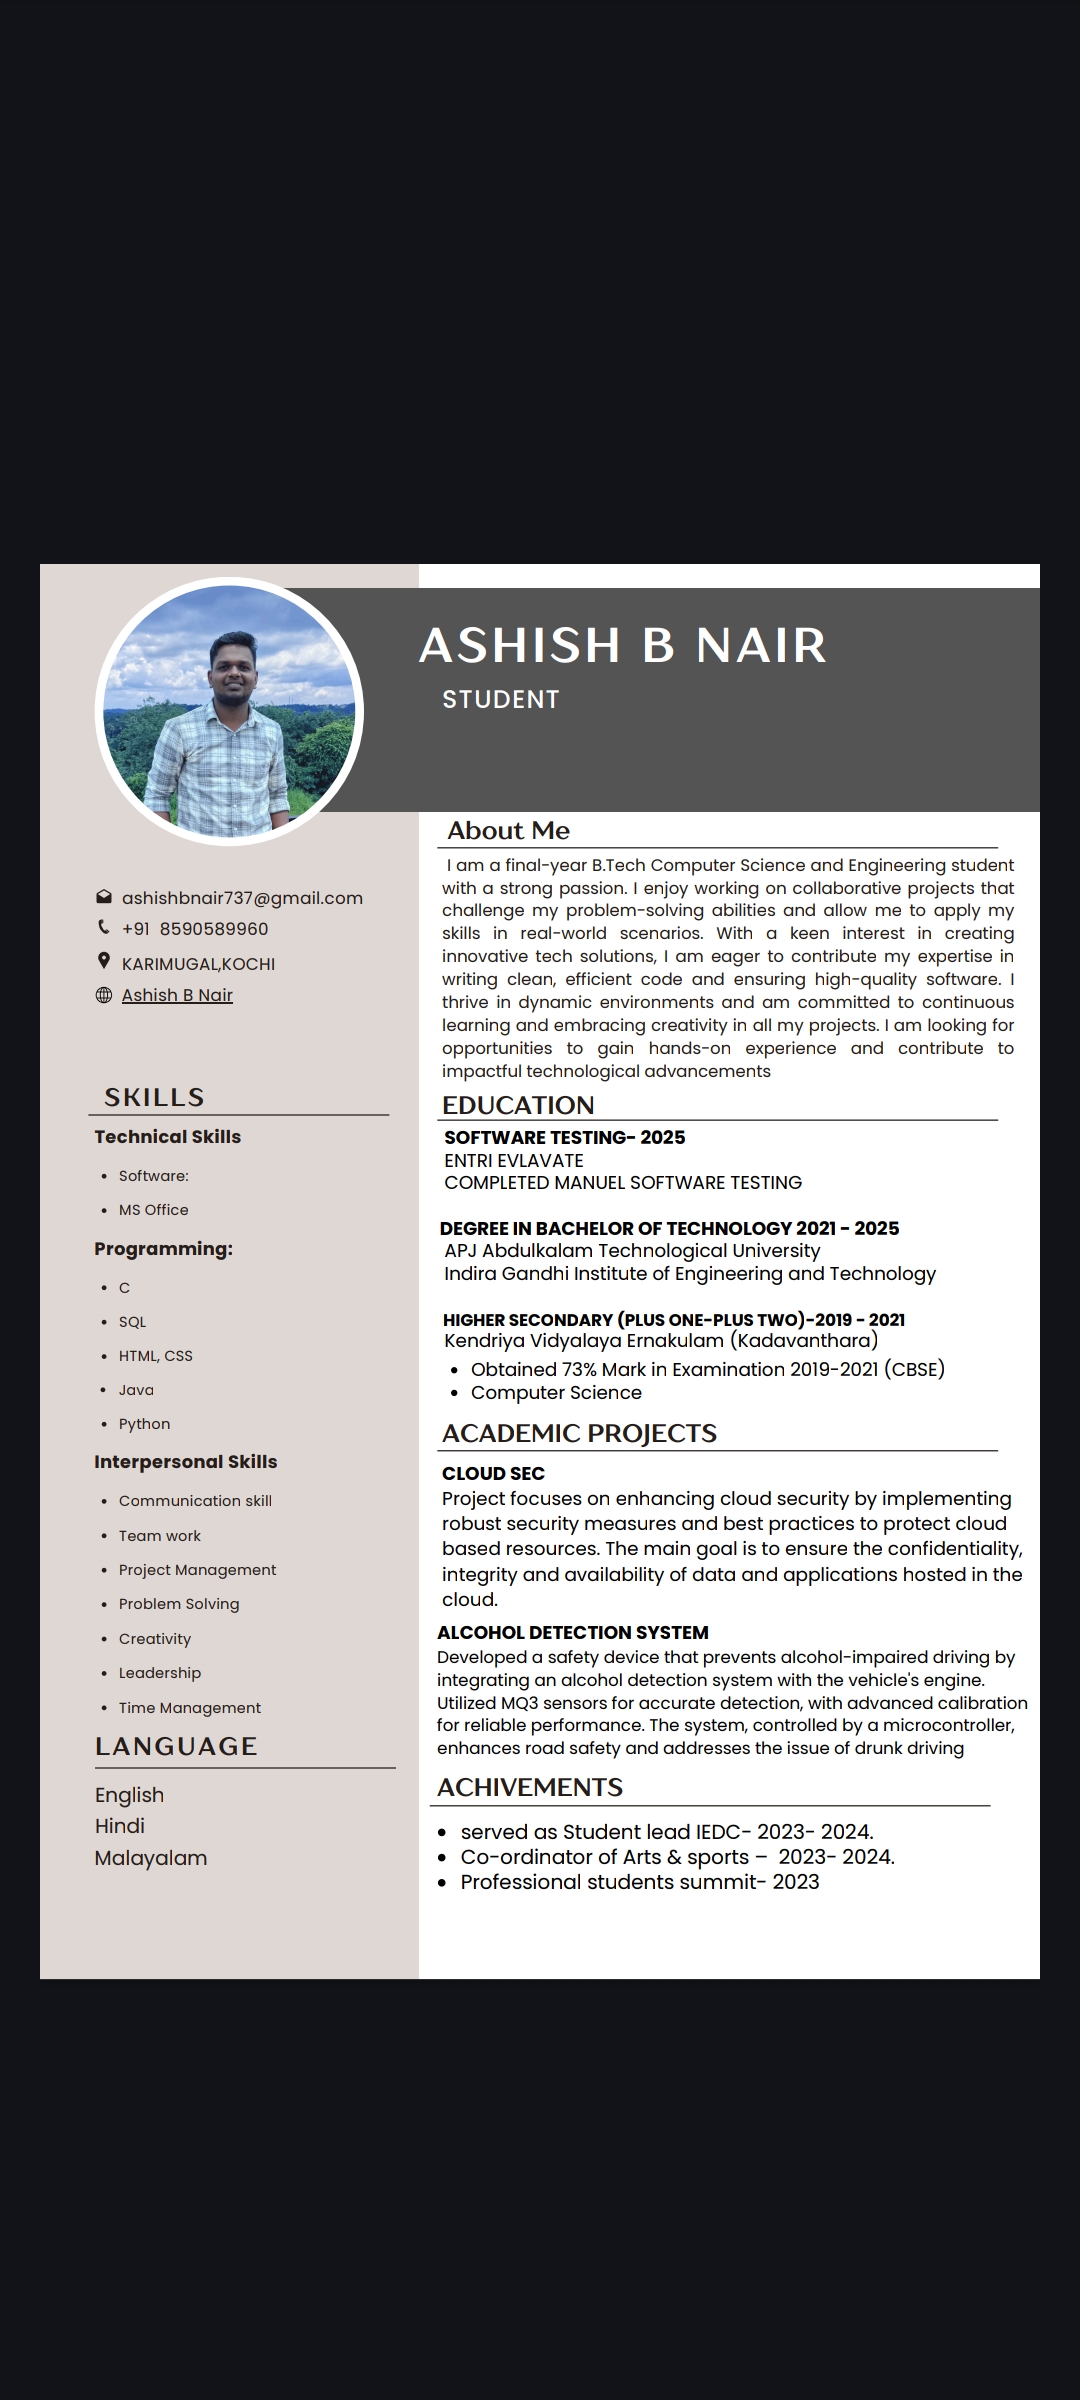 ASHISH B NAIR
STUDENT
ashishbnair737@gmail.com
+91 8590589960
KARIMUGAL,KOCHI
Ashish B Nair
SKILLS
Technical Skills
• Software:
• MS Office
Programming:
• C
• SQL
• HTML, CSS
• Java
• Python
Interpersonal Skills
• Communication skill
• Team work
• Project Management
• Problem Solving
• Creativity
• Leadership
• Time Management
LANGUAGE
English
Hindi
Malayalam
About Me
I am a final-year B.Tech Computer Science and Engineering student
with a strong passion. I enjoy working on collaborative projects that
challenge my problem-solving abilities and allow me to apply my
skills in real-world scenarios. With a keen interest in creating
innovative tech solutions, I am eager to contribute my expertise in
writing clean, efficient code and ensuring high-quality software. I
thrive in dynamic environments and am committed to continuous
learning and embracing creativity in all my projects. I am looking for
opportunities to gain hands-on experience and contribute to
impactful technological advancements
EDUCATION
SOFTWARE TESTING- 2025
ENTRI EVLAVATE
COMPLETED MANUEL SOFTWARE TESTING
DEGREE IN BACHELOR OF TECHNOLOGY 2021 - 2025
APJ Abdulkalam Technological University
Indira Gandhi Institute of Engineering and Technology
HIGHER SECONDARY (PLUS ONE-PLUS TWO)-2019 - 2021
Kendriya Vidyalaya Ernakulam (Kadavanthara)
• Obtained 73% Mark in Examination 2019-2021 (CBSE)
• Computer Science
ACADEMIC PROJECTS
CLOUD SEC
Project focuses on enhancing cloud security by implementing
robust security measures and best practices to protect cloud
based resources. The main goal is to ensure the confidentiality,
integrity and availability of data and applications hosted in the
cloud.
ALCOHOL DETECTION SYSTEM
Developed a safety device that prevents alcohol-impaired driving by
integrating an alcohol detection system with the vehicle's engine.
Utilized MQ3 sensors for accurate detection, with advanced calibration
for reliable performance. The system, controlled by a microcontroller,
enhances road safety and addresses the issue of drunk driving
ACHIVEMENTS
• served as Student lead IEDC- 2023- 2024.
• Co-ordinator of Arts & sports – 2023- 2024.
• Professional students summit- 2023